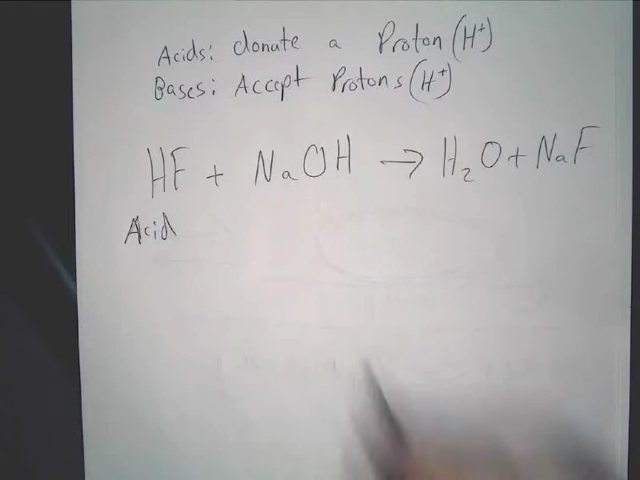 Acids: donate a Proton (H⁺)
Bases: Accept Protons (H⁺)
HF + NaOH → H₂O + NaF
Acid